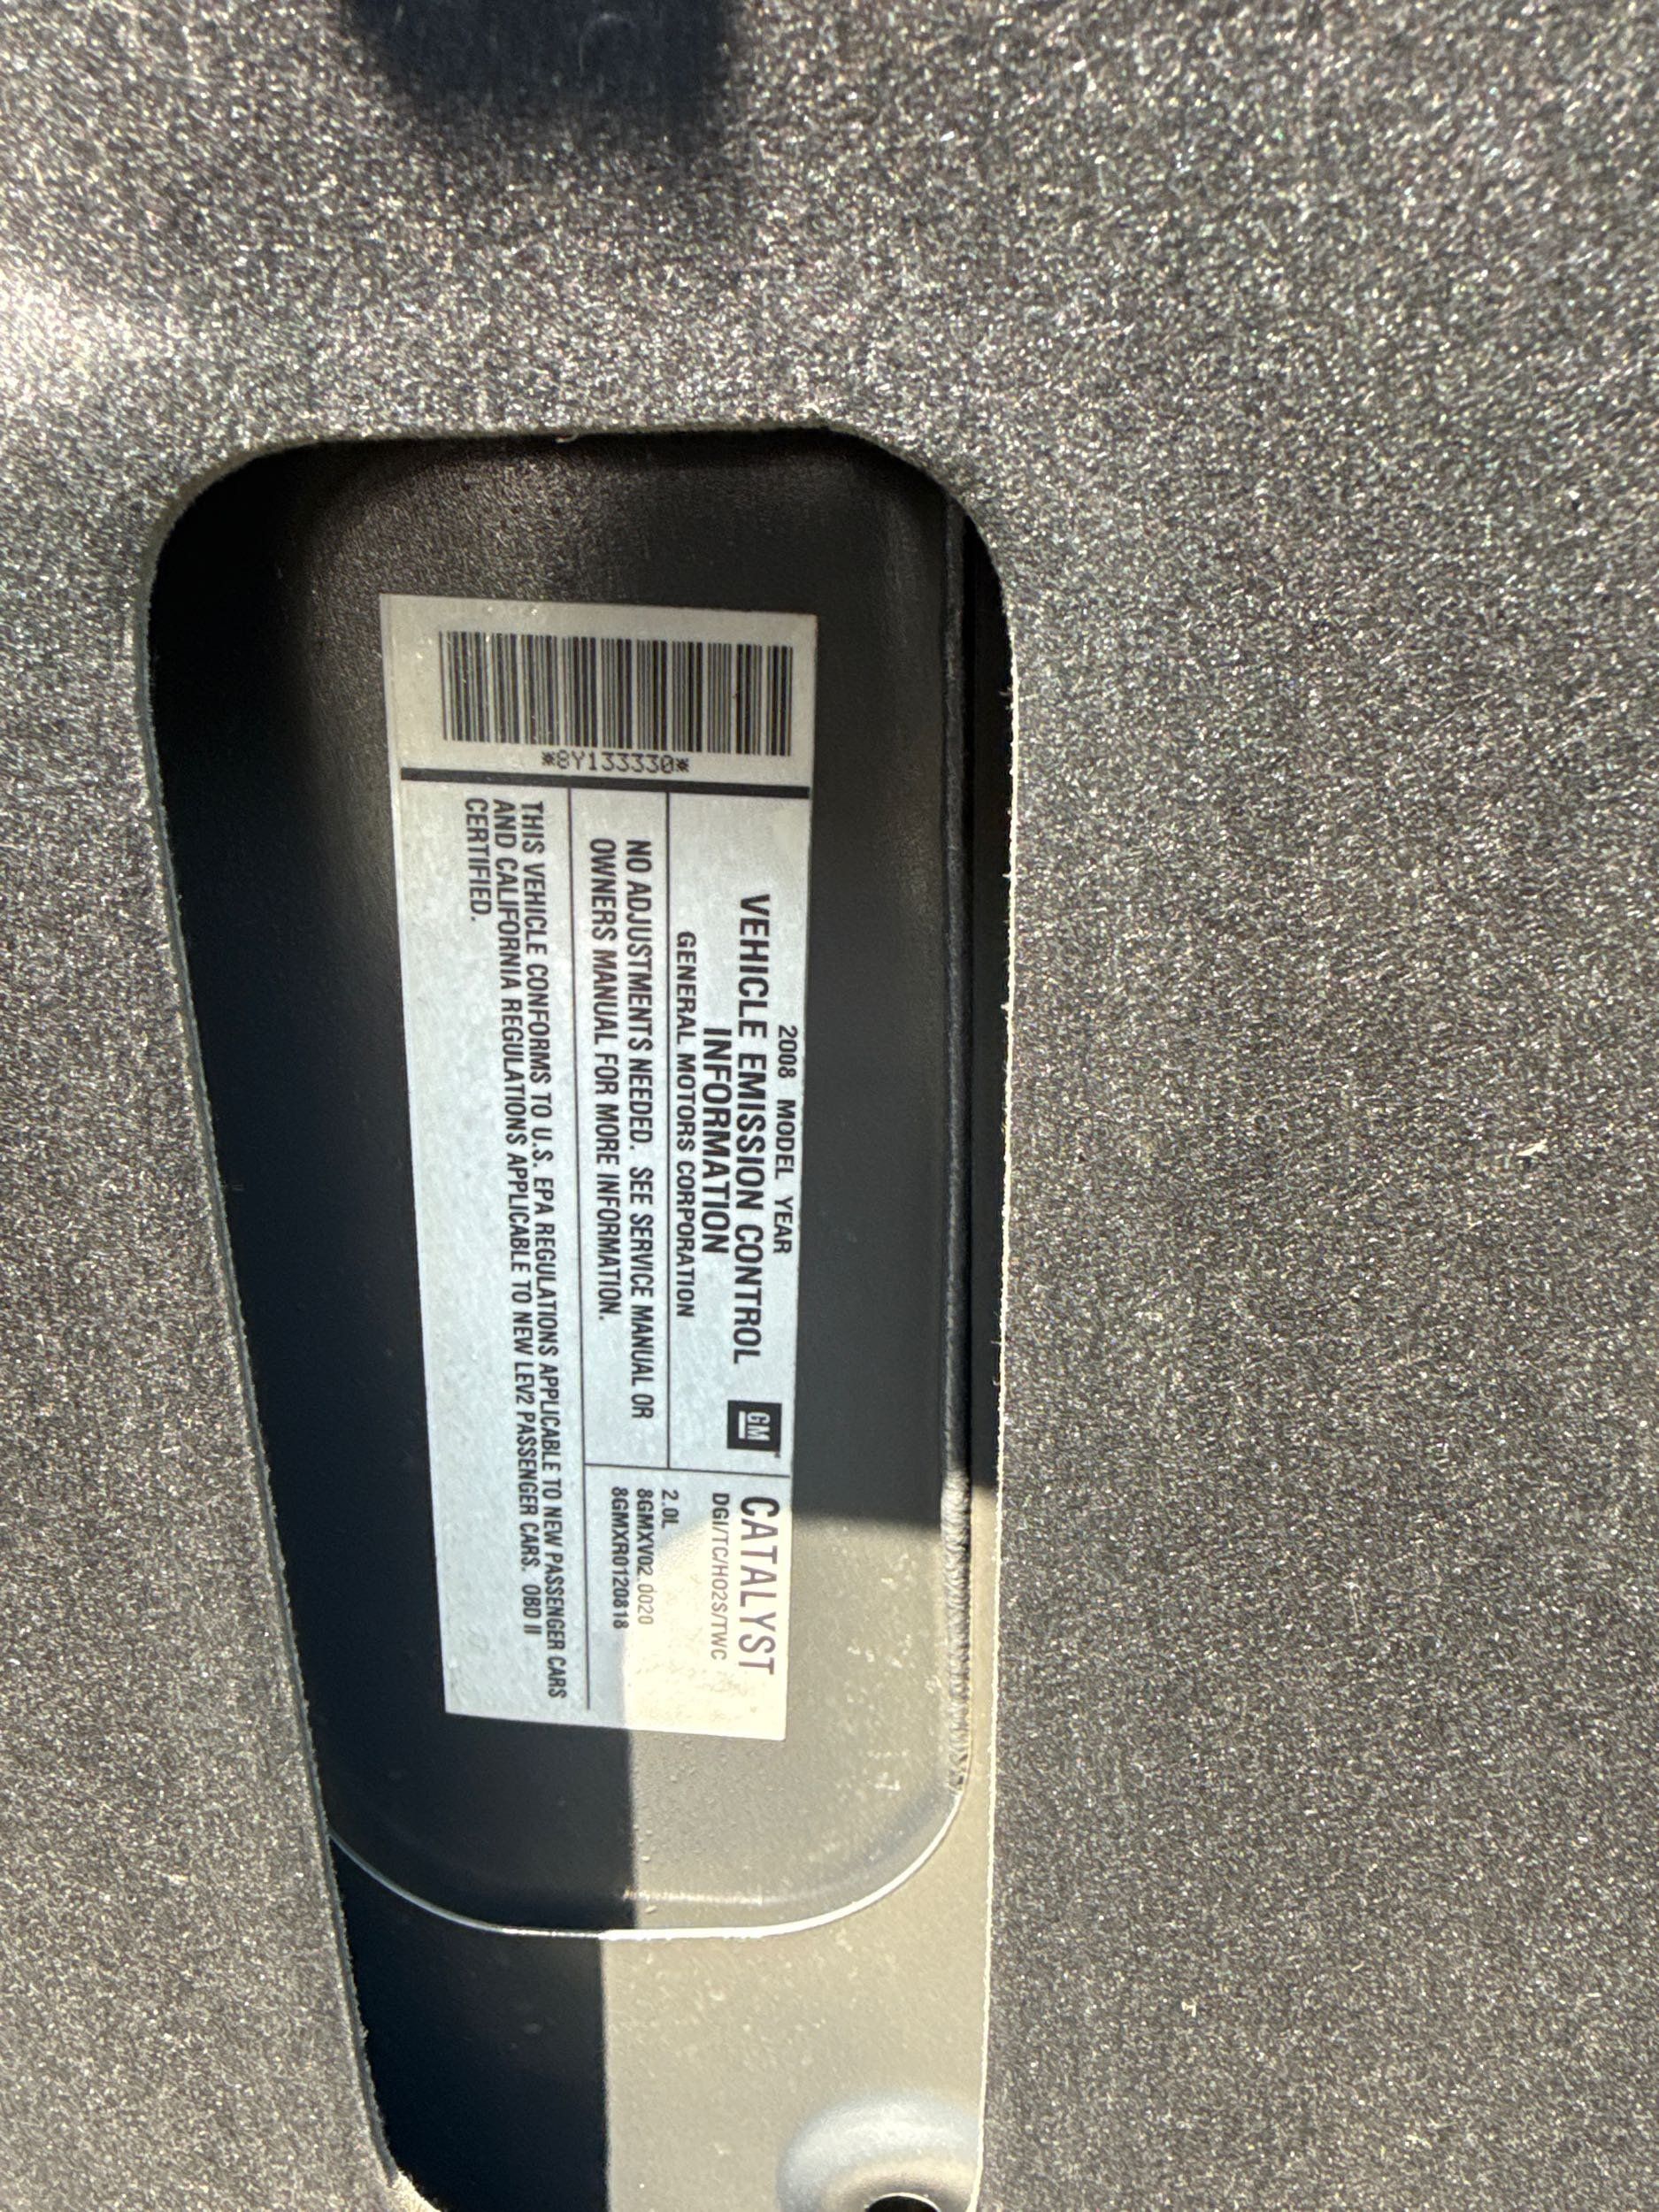 *8Y133330*
2008 MODEL YEAR
VEHICLE EMISSION CONTROL
INFORMATION
GENERAL MOTORS CORPORATION
GM
CATALYST
DGI/TC/HO2S/TWC
NO ADJUSTMENTS NEEDED. SEE SERVICE MANUAL OR
OWNERS MANUAL FOR MORE INFORMATION.
2.0L
8GMXV02.0020
8GMXR0120818
THIS VEHICLE CONFORMS TO U.S. EPA REGULATIONS APPLICABLE TO NEW PASSENGER CARS
AND CALIFORNIA REGULATIONS APPLICABLE TO NEW LEV2 PASSENGER CARS. OBD II
CERTIFIED.